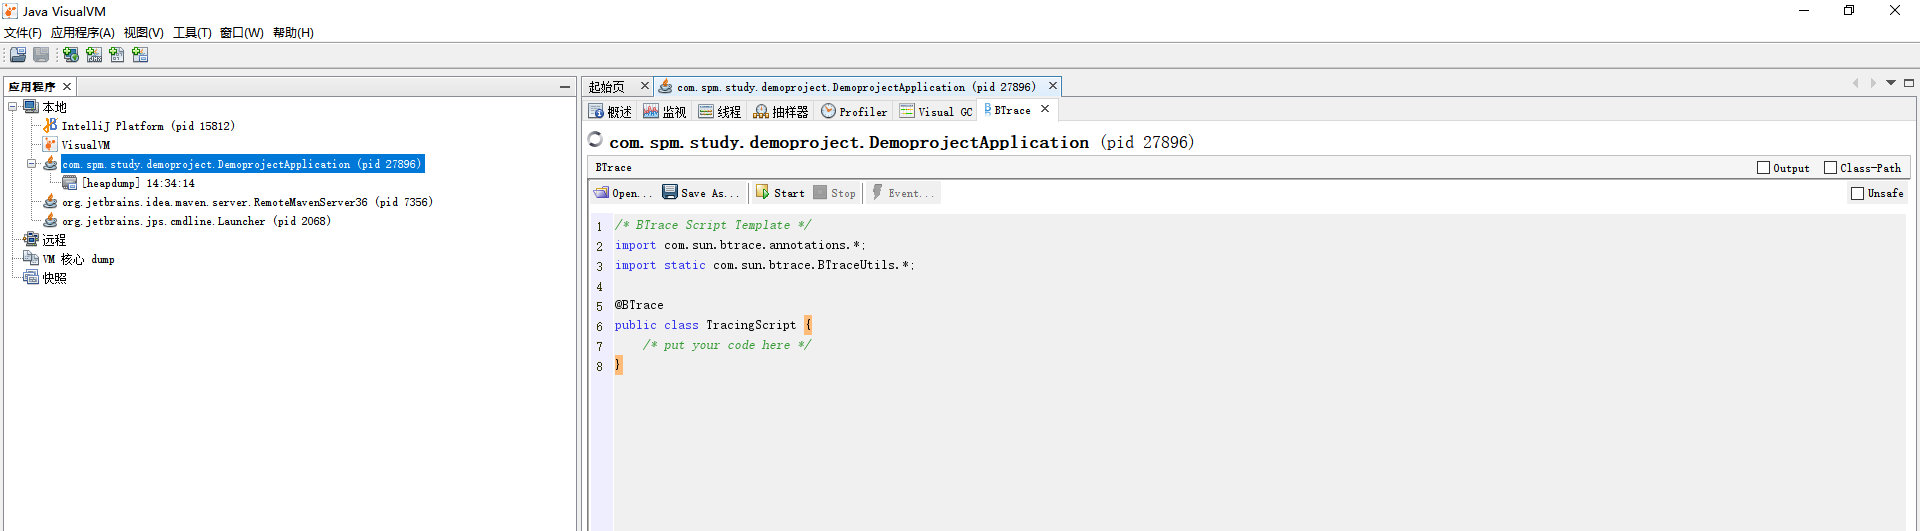 Java VisualVM
文件(F) 应用程序(A) 视图(V) 工具(T) 窗口(W) 帮助(H)
应用程序
本地
IntelliJ Platform (pid 15812)
VisualVM
com.spm.study.demoproject.DemoprojectApplication (pid 27896)
[heapdump] 14:34:14
org.jetbrains.idea.maven.server.RemoteMavenServer36 (pid 7356)
org.jetbrains.jps.cmdline.Launcher (pid 2068)
远程
VM 核心 dump
快照
起始页 com.spm.study.demoproject.DemoprojectApplication (pid 27896)
概述 监视 线程 抽样器 Profiler Visual GC BTrace
com.spm.study.demoproject.DemoprojectApplication (pid 27896)
BTrace Output Class-Path
Open... Save As... Start Stop Event... Unsafe
1 /* BTrace Script Template */
2 import com.sun.btrace.annotations.*;
3 import static com.sun.btrace.BTraceUtils.*;
4
5 @BTrace
6 public class TracingScript {
7 /* put your code here */
8 }